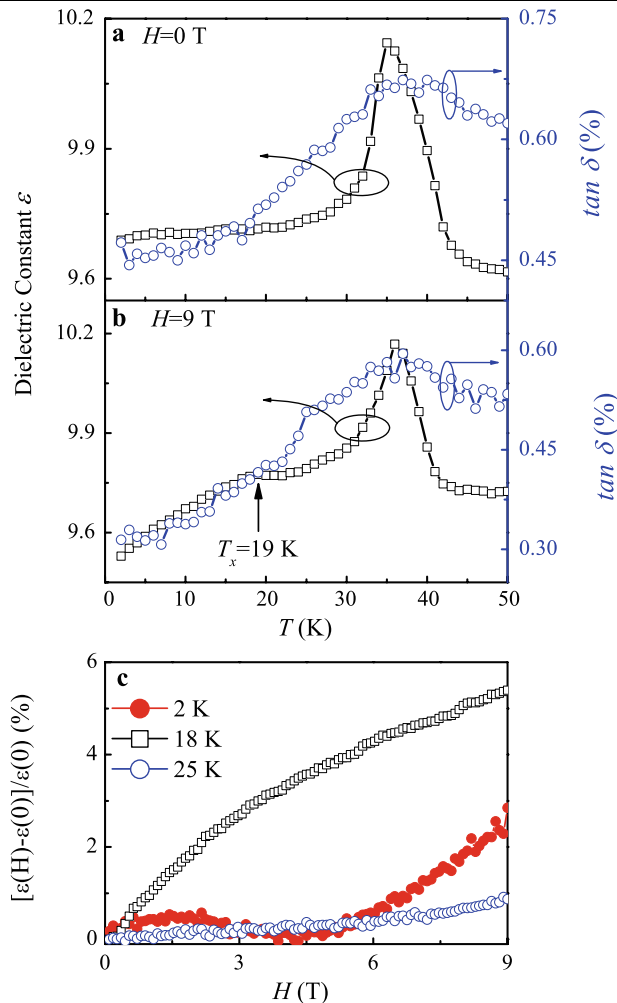 a H=0 T
10.2
9.9
9.6
0.75
0.60
0.45
tan δ (%)
Dielectric Constant ε
b H=9 T
10.2
9.9
9.6
0.60
0.45
0.30
tan δ (%)
Tx=19 K
0 10 20 30 40 50
T (K)
c
6
4
2
0
[ε(H)-ε(0)]/ε(0) (%)
2 K
18 K
25 K
0 3 6 9
H (T)